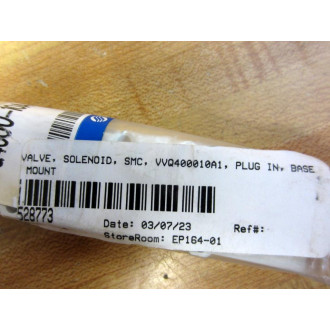 VALVE, SOLENOID, SMC, VVQ400010A1, PLUG IN, BASE
MOUNT
528773
Date: 03/07/23
Ref#:
StoreRoom: EP164-01